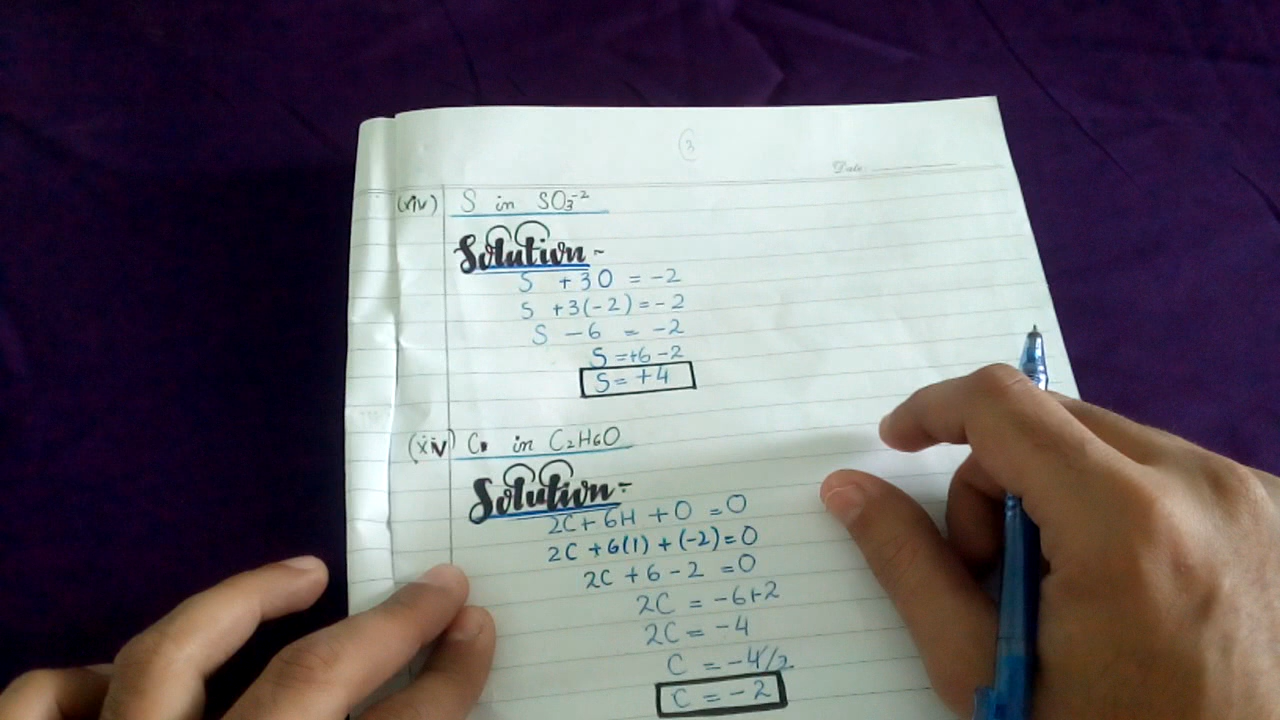 3
Date:
(xiv) S in SO₃⁻²
Solution -
S + 3O = -2
S + 3(-2) = -2
S - 6 = -2
S = +6 - 2
S = +4
(xiv) C in C₂H₆O
Solution :-
2C + 6H + O = 0
2C + 6(1) + (-2) = 0
2C + 6 - 2 = 0
2C = -6+2
2C = -4
C = -4/2
C = -2